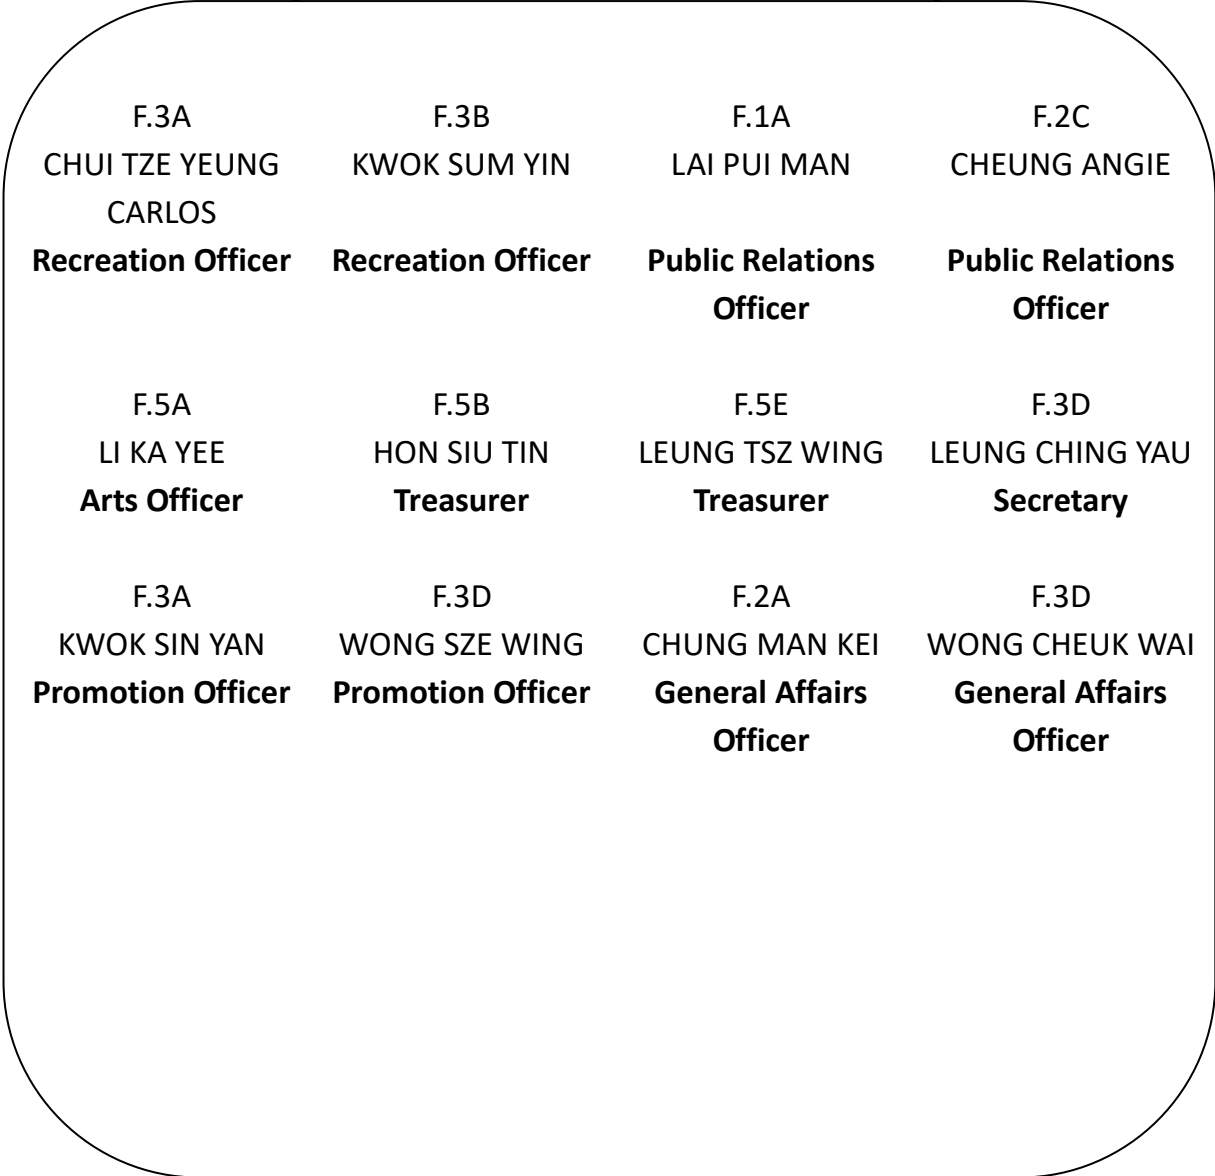 F.3A F.3B F.1A F.2C
CHUI TZE YEUNG KWOK SUM YIN LAI PUI MAN CHEUNG ANGIE
CARLOS
Recreation Officer Recreation Officer Public Relations Public Relations
Officer Officer
F.5A F.5B F.5E F.3D
LI KA YEE HON SIU TIN LEUNG TSZ WING LEUNG CHING YAU
Arts Officer Treasurer Treasurer Secretary
F.3A F.3D F.2A F.3D
KWOK SIN YAN WONG SZE WING CHUNG MAN KEI WONG CHEUK WAI
Promotion Officer Promotion Officer General Affairs General Affairs
Officer Officer